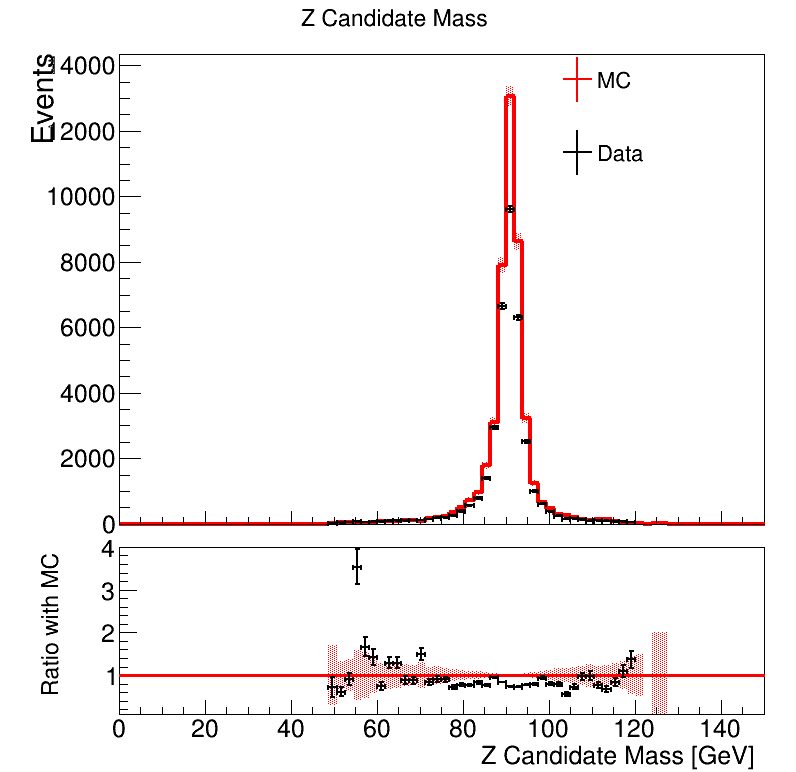 Z Candidate Mass
Events
14000
12000
10000
8000
6000
4000
2000
0
MC
Data
Ratio with MC
4
3
2
1
0 20 40 60 80 100 120 140
Z Candidate Mass [GeV]